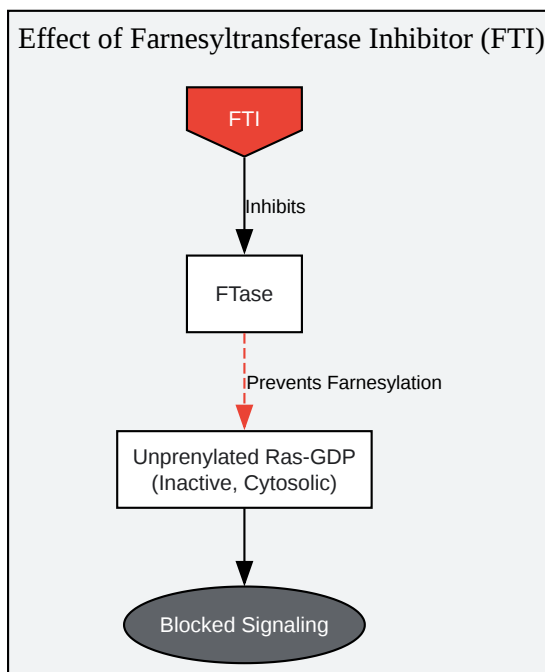 Effect of Farnesyltransferase Inhibitor (FTI)
FTI
Inhibits
FTase
Prevents Farnesylation
Unprenylated Ras-GDP
(Inactive, Cytosolic)
Blocked Signaling